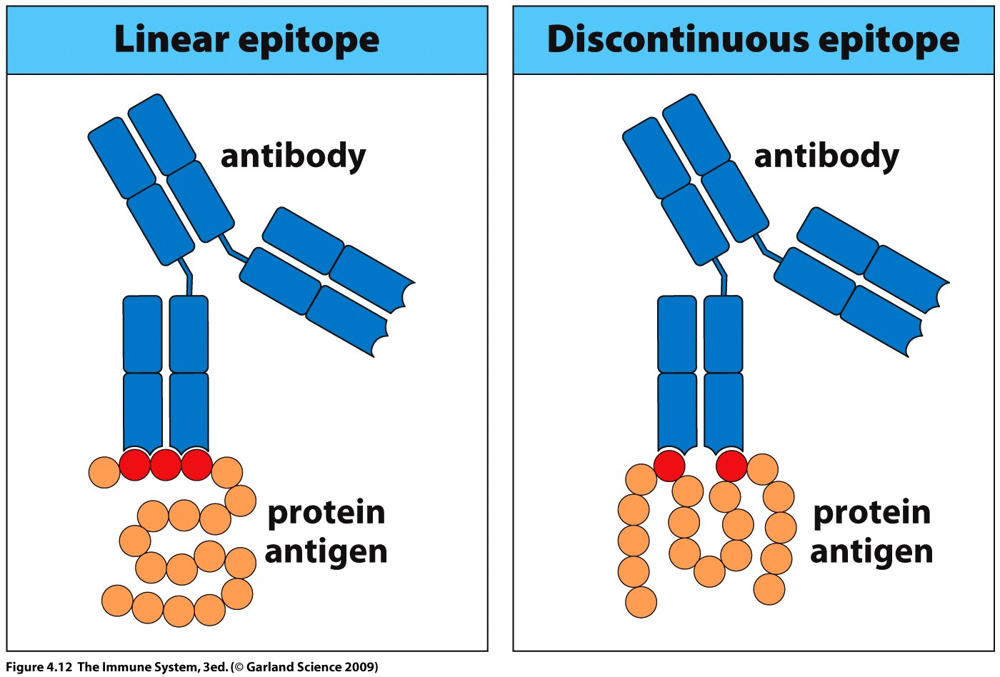 Linear epitope
antibody
protein
antigen
Discontinuous epitope
antibody
protein
antigen
Figure 4.12 The Immune System, 3ed. (© Garland Science 2009)